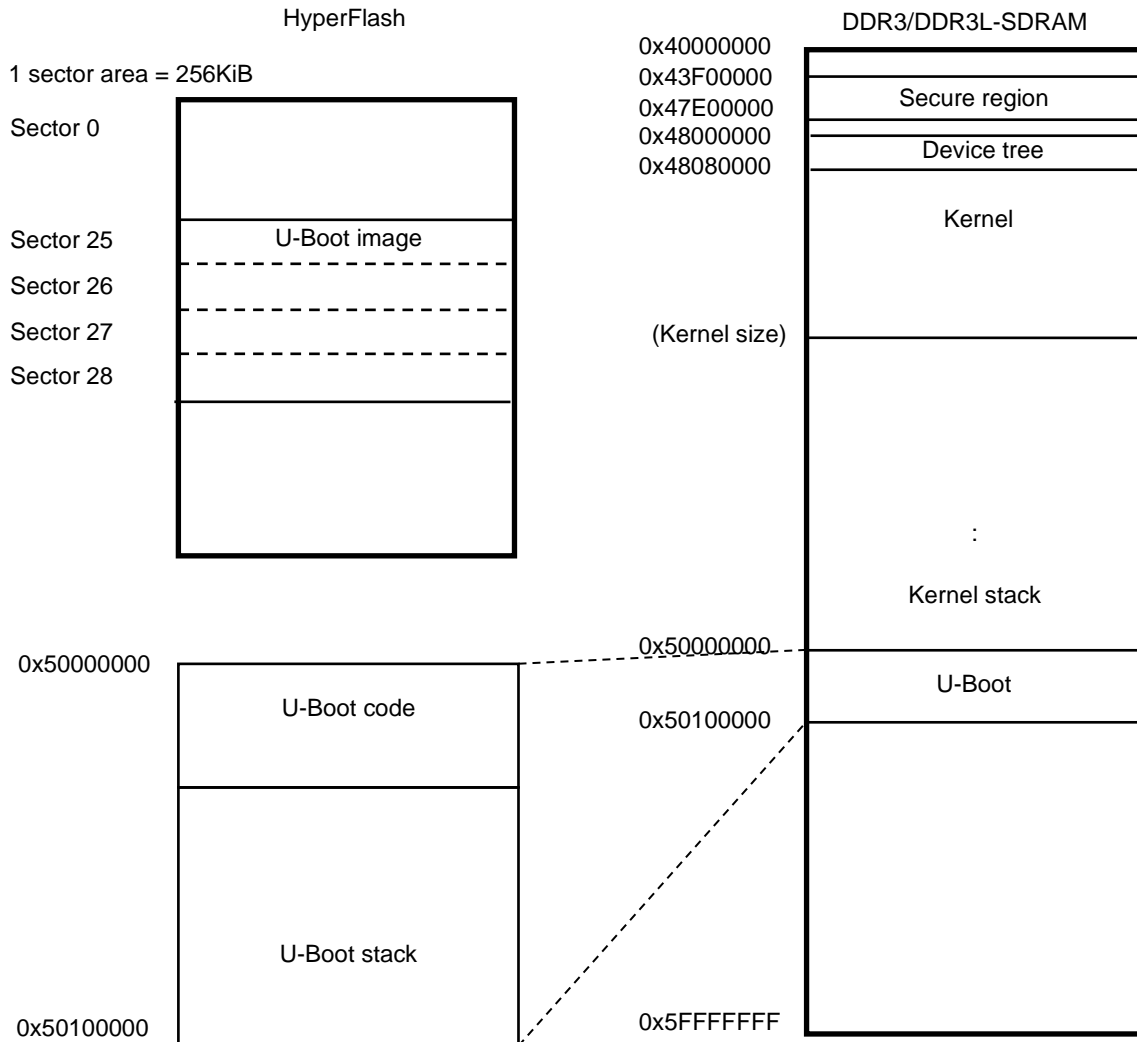 HyperFlash
1 sector area = 256KiB
Sector 0
Sector 25
U-Boot image
Sector 26
Sector 27
Sector 28
0x50000000
U-Boot code
U-Boot stack
0x50100000
DDR3/DDR3L-SDRAM
0x40000000
0x43F00000
Secure region
0x47E00000
0x48000000
Device tree
0x48080000
Kernel
(Kernel size)
:
Kernel stack
0x50000000
U-Boot
0x50100000
0x5FFFFFFF